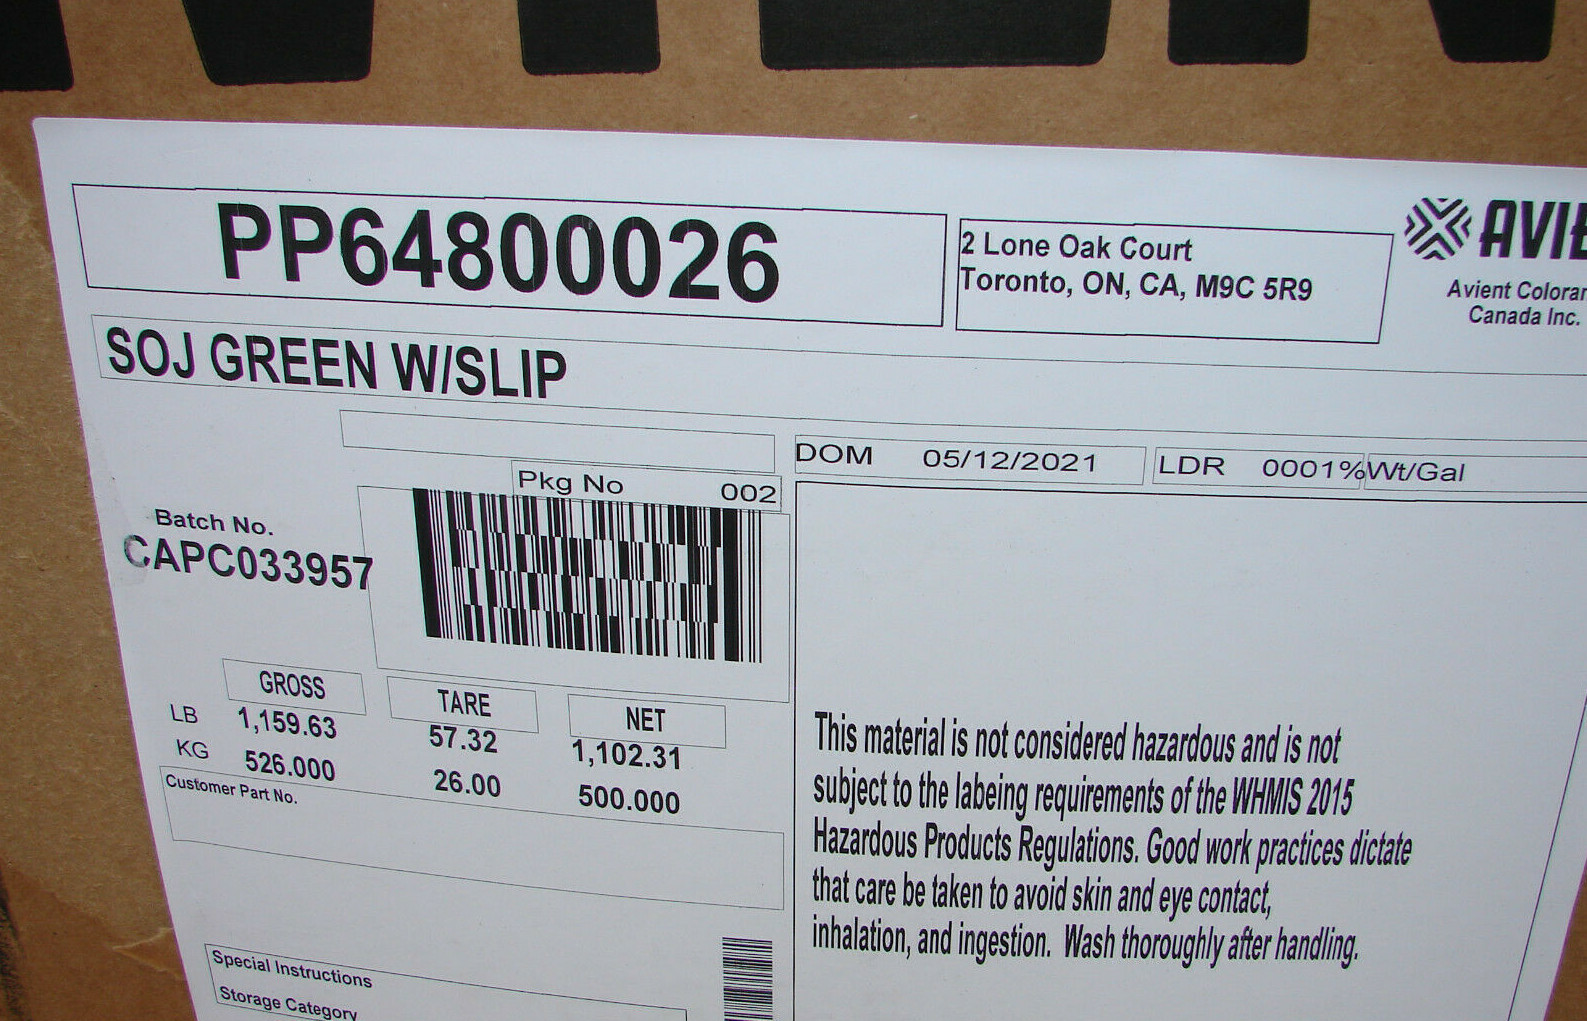 PP64800026
2 Lone Oak Court
Toronto, ON, CA, M9C 5R9
AVIE
Avient Coloran
Canada Inc.
SOJ GREEN W/SLIP
DOM 05/12/2021
LDR 0001%
Wt/Gal
Pkg No 002
Batch No.
CAPC033957
GROSS TARE NET
LB 1,159.63 57.32 1,102.31
KG 526.000 26.00 500.000
Customer Part No.
This material is not considered hazardous and is not
subject to the labeing requirements of the WHMIS 2015
Hazardous Products Regulations. Good work practices dictate
that care be taken to avoid skin and eye contact,
inhalation, and ingestion. Wash thoroughly after handling.
Special Instructions
Storage Category